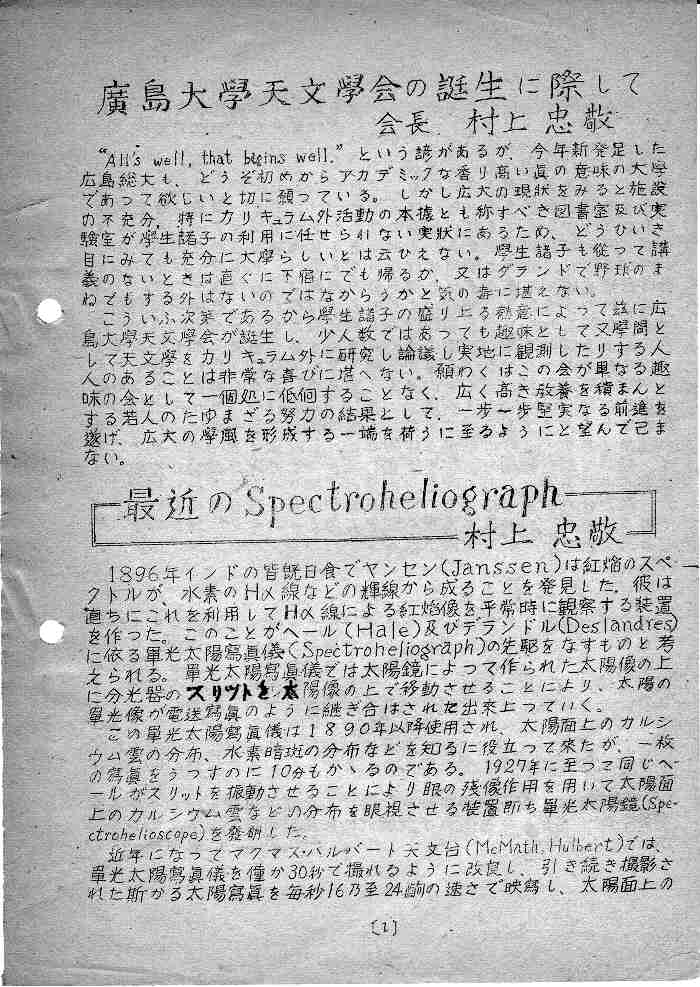 廣島大學天文學会の誕生に際して
会長 村上忠敬
"All's well, that begins well." という諺があるが、今年新発足した
広島総大も、どうぞ初めからアカデミックな香り高い眞の意味の大學
であって欲しいと切に願っている。しかし広大の現状をみると施設
の不充分、特にカリキュラム外活動の本據とも称すべき図書室及び実
験室が學生諸子の利用に任せられない実状にあるため、どうひいき
目にみても充分に大學らしいとは云ひえない。學生諸子も從って講
義のないときは直ぐに下宿にでも帰るか、又はグランドで野球のま
ねでもする外はないのではなからうかと気の毒に堪えない。
こういふ次第であるから學生諸子の盛り上る熱意によって茲に広
島大學天文學会が誕生し、少人数ではあっても趣味として又學問と
して天文學をカリキュラム外に研究し論議し実地に観測したりする人
人のあることは非常な喜びに堪へない。願わくはこの会が単なる趣
味の会として一個処に低徊することなく、広く高き教養を積まんと
する若人のたゆまざる努力の結果として、一歩一歩堅実なる前進を
遂げ、広大の學風を形成する一端を荷うに至るようにと望んで已ま
ない。
最近のSpectroheliograph
村上忠敬
1896年インドの皆既日食でヤンセン(Janssen)は紅焔のスペ
クトルが、水素のHα線などの輝線から成ることを発見した。彼は
直ちにこれを利用してHα線による紅焔像を平常時に観察する装置
を作った。このことがヘール(Hale)及びデランドル(Deslandres)
に依る單光太陽寫眞儀(Spectroheliograph)の先駆をなすものと考
えられる。單光太陽寫眞儀では太陽鏡によって作られた太陽像の上
に分光器のスリットを太陽像の上で移動させることにより、太陽の
單光像が電送寫眞のように継ぎ合はされた出来上っていく。
この單光太陽寫眞儀は1890年以降使用され、太陽面上のカルシ
ウム雲の分布、水素暗斑の分布などを知るに役立って来たが、一枚
の寫眞をうつすのに10分もかゝるのである。1927年に至って同じヘ
ールがスリットを振動させることにより眼の残像作用を用いて太陽面
上のカルシウム雲などの分布を眼視させる装置即ち單光太陽鏡(Spe-
ctrohelioscope)を発明した。
近年になってマクマス・ハルバート天文台(McMath, Hulbert)では、
單光太陽寫眞儀を僅か30秒で撮れるように改良し、引き続き撮影さ
れた斯かる太陽寫眞を毎秒16乃至24齣の速さで映寫し、太陽面上の
[1]